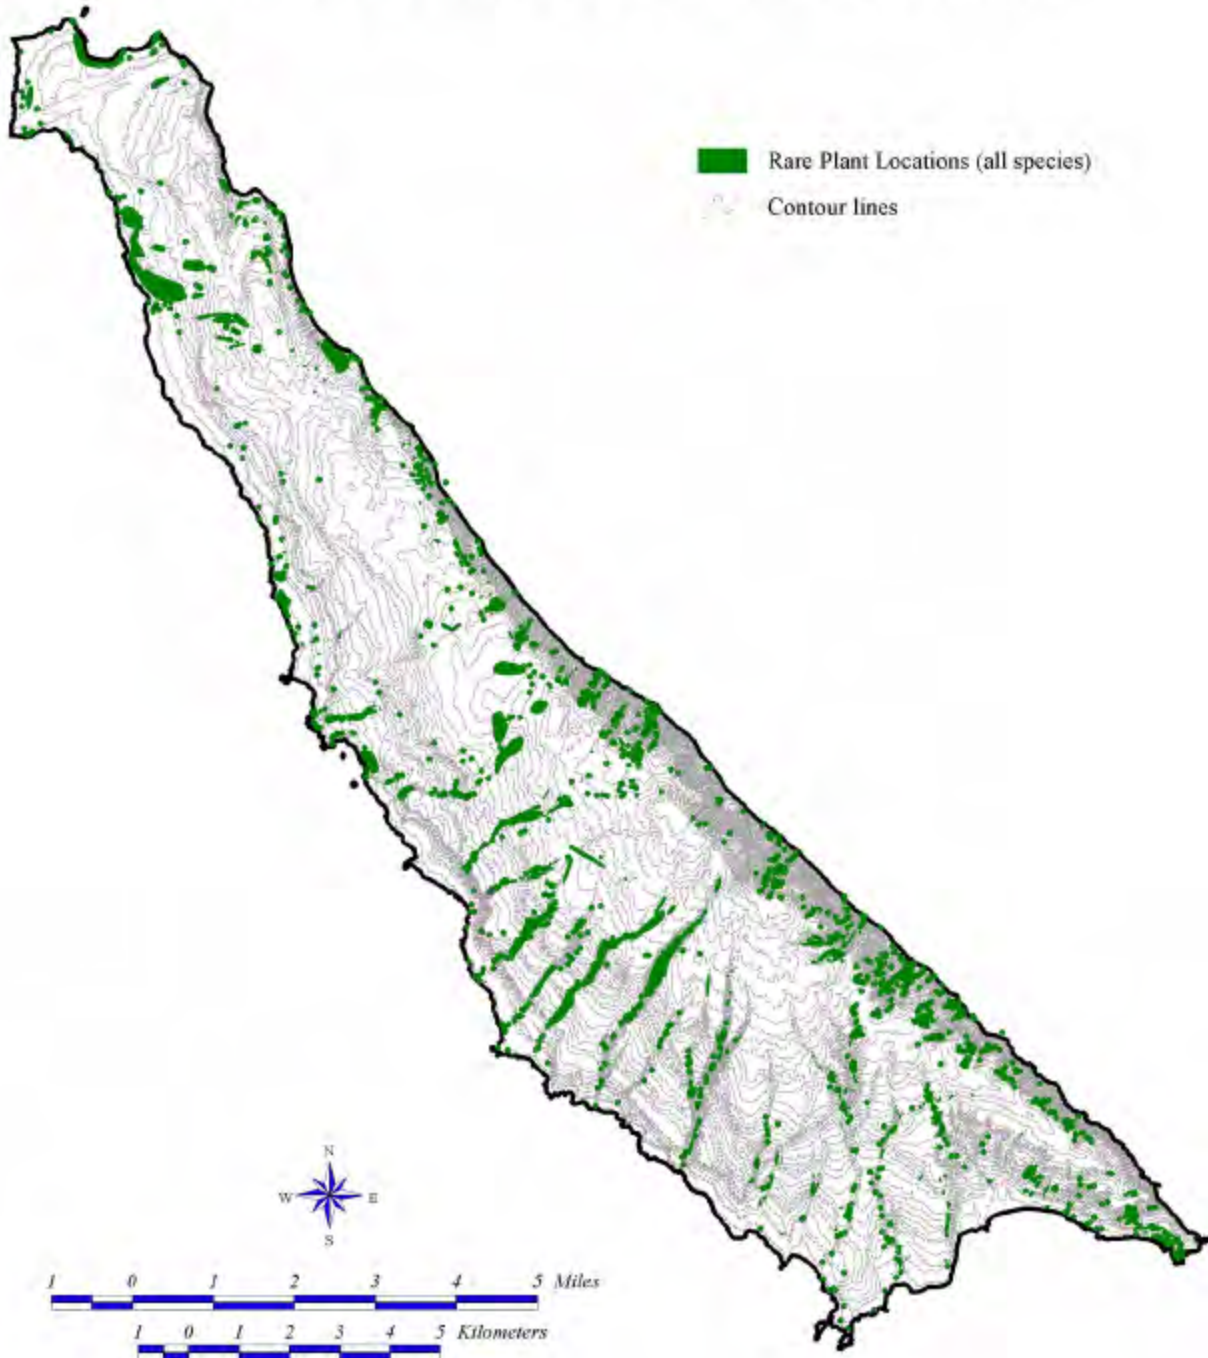 Rare Plant Locations (all species)
Contour lines
N
W E
S
1 0 1 2 3 4 5 Miles
1 0 1 2 3 4 5 Kilometers